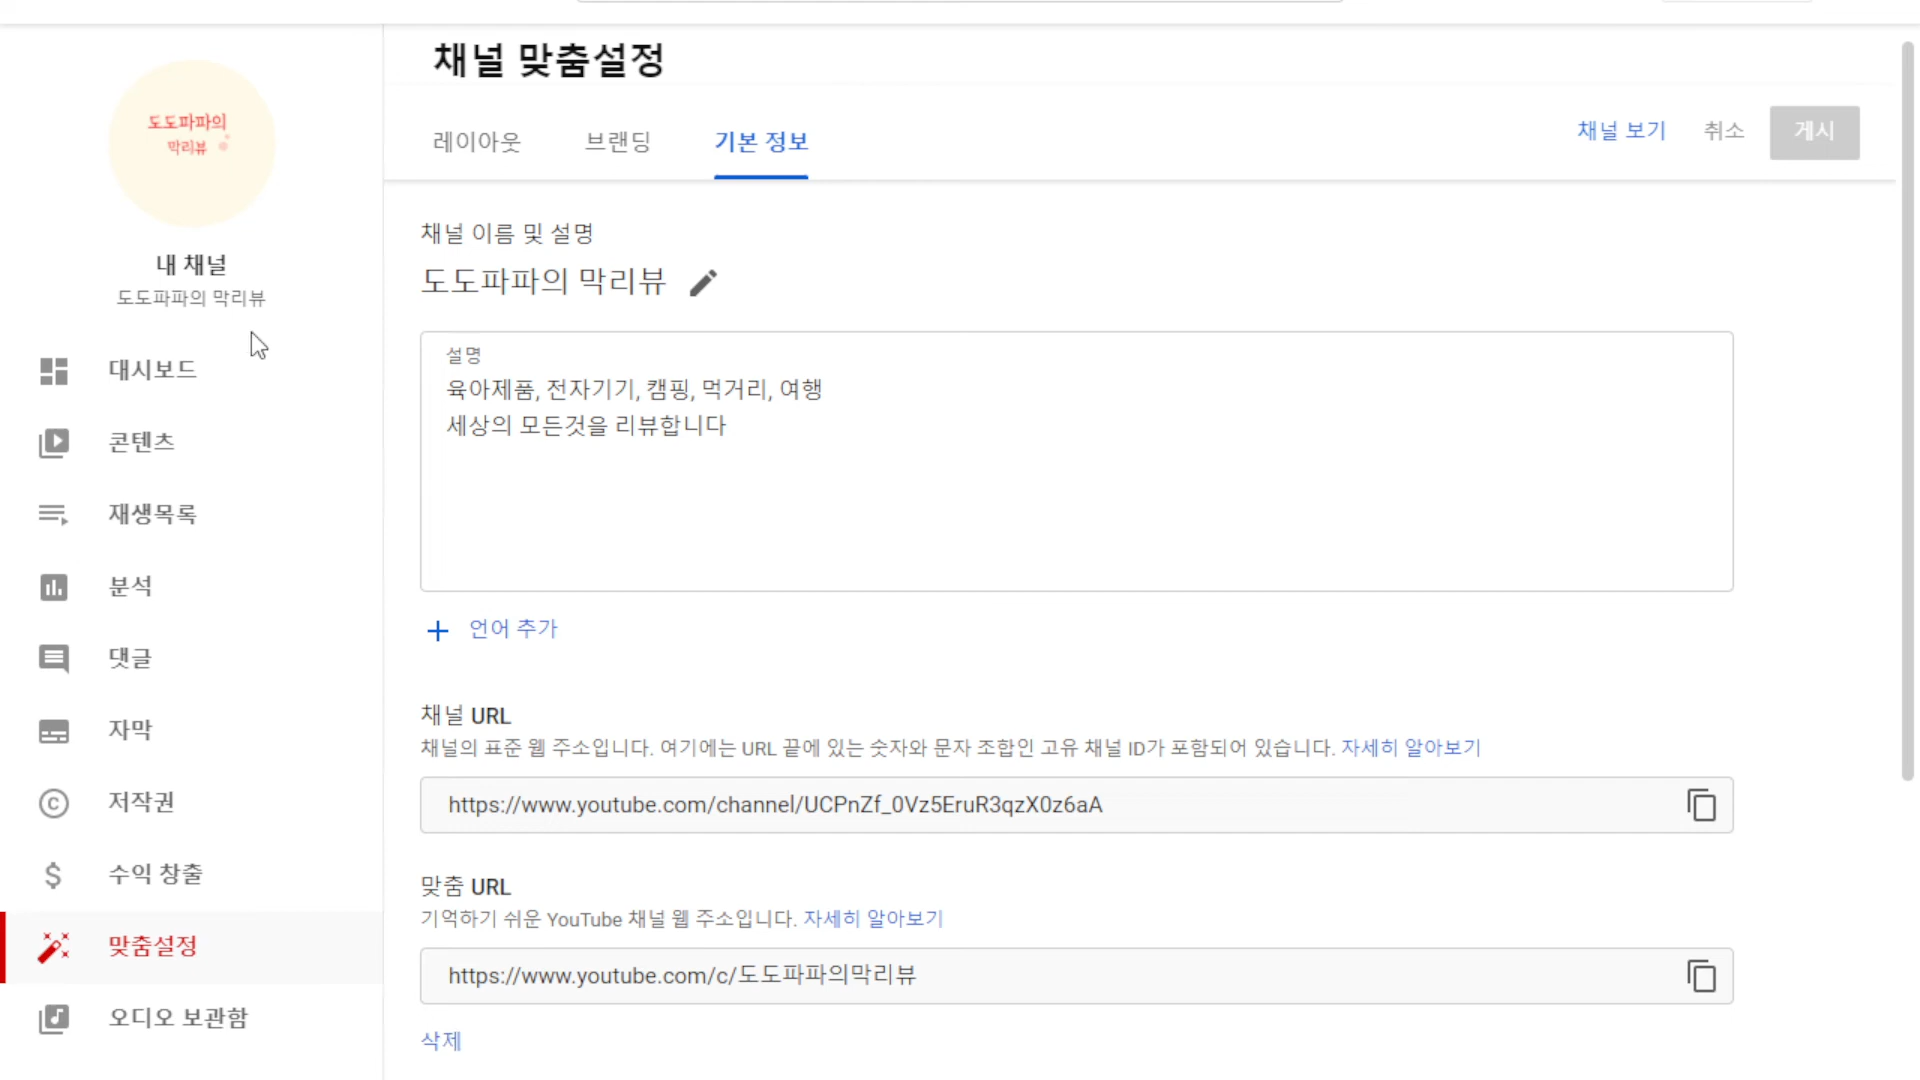 도도파파의
막리뷰
내 채널
도도파파의 막리뷰
대시보드
콘텐츠
재생목록
분석
댓글
자막
저작권
수익 창출
맞춤설정
오디오 보관함
채널 맞춤설정
레이아웃 브랜딩 기본 정보
채널 보기 취소 게시
채널 이름 및 설명
도도파파의 막리뷰
설명
육아제품, 전자기기, 캠핑, 먹거리, 여행
세상의 모든것을 리뷰합니다
언어 추가
채널 URL
채널의 표준 웹 주소입니다. 여기에는 URL 끝에 있는 숫자와 문자 조합인 고유 채널 ID가 포함되어 있습니다. 자세히 알아보기
https://www.youtube.com/channel/UCPnZf_0Vz5EruR3qzX0z6aA
맞춤 URL
기억하기 쉬운 YouTube 채널 웹 주소입니다. 자세히 알아보기
https://www.youtube.com/c/도도파파의막리뷰
삭제